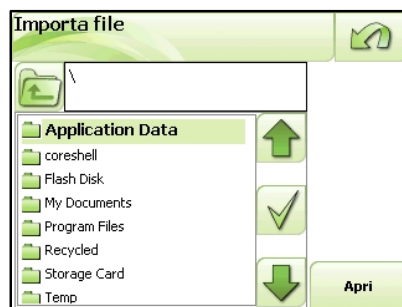 Importa file
\
Application Data
coreshell
Flash Disk
My Documents
Program Files
Recycled
Storage Card
Temp
Apri